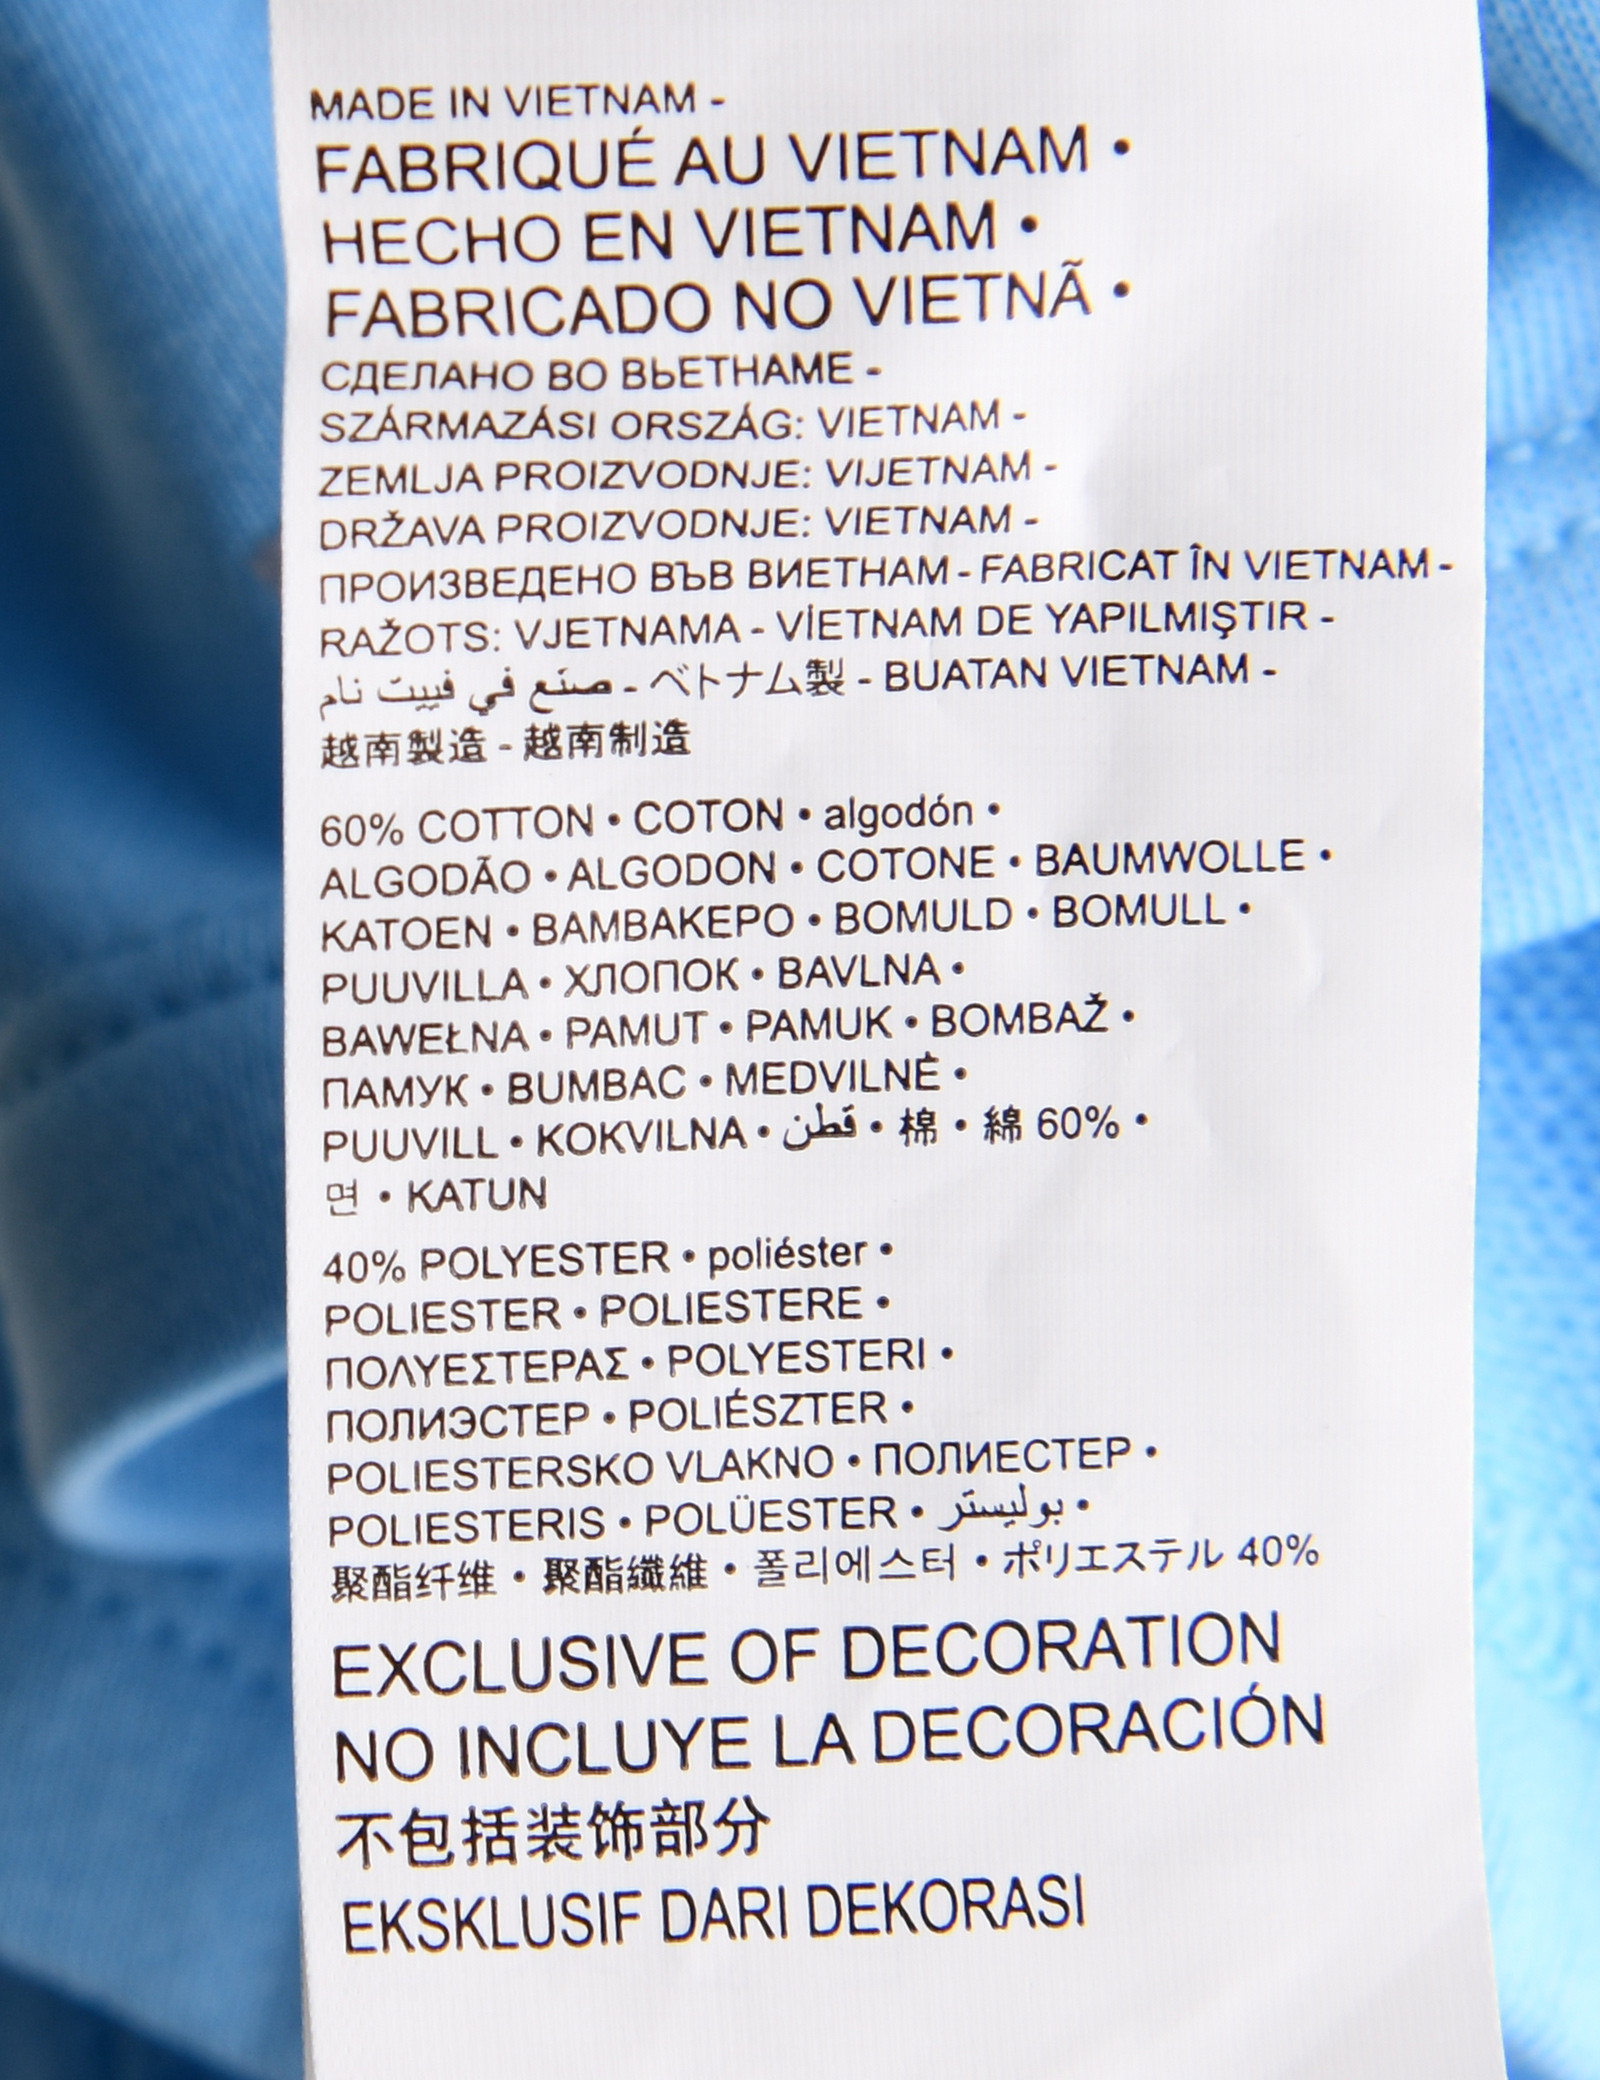 MADE IN VIETNAM -
FABRIQUÉ AU VIETNAM •
HECHO EN VIETNAM •
FABRICADO NO VIETNÃ •
СДЕЛАНО ВО ВЬЕТНАМЕ -
SZÁRMAZÁSI ORSZÁG: VIETNAM -
ZEMLJA PROIZVODNJE: VIJETNAM -
DRŽAVA PROIZVODNJE: VIETNAM -
ПРОИЗВЕДЕНО ВЪВ ВИЕТНАМ - FABRICAT ÎN VIETNAM -
RAŽOTS: VJETNAMA - VİETNAM DE YAPILMIŞTIR -
صنع في فييت نام - ベトナム製 - BUATAN VIETNAM -
越南製造 - 越南制造
60% COTTON • COTON • algodón •
ALGODÃO • ALGODON • COTONE • BAUMWOLLE •
KATOEN • ΒΑΜΒΑΚΕΡΟ • BOMULD • BOMULL •
PUUVILLA • ХЛОПОК • BAVLNA •
BAWEŁNA • PAMUT • PAMUK • BOMBAŽ •
ПАМУК • BUMBAC • MEDVILNĖ •
PUUVILL • KOKVILNA • قطن • 棉 • 綿 60% •
면 • KATUN
40% POLYESTER • poliéster •
POLIESTER • POLIESTERE •
ΠΟΛΥΕΣΤΕΡΑΣ • POLYESTERI •
ПОЛИЭСТЕР • POLIÉSZTER •
POLIESTERSKO VLAKNO • ПОЛИЕСТЕР •
POLIESTERIS • POLÜESTER • بوليستر •
聚酯纤维 • 聚酯纖維 • 폴리에스터 • ポリエステル 40%
EXCLUSIVE OF DECORATION
NO INCLUYE LA DECORACIÓN
不包括装饰部分
EKSKLUSIF DARI DEKORASI